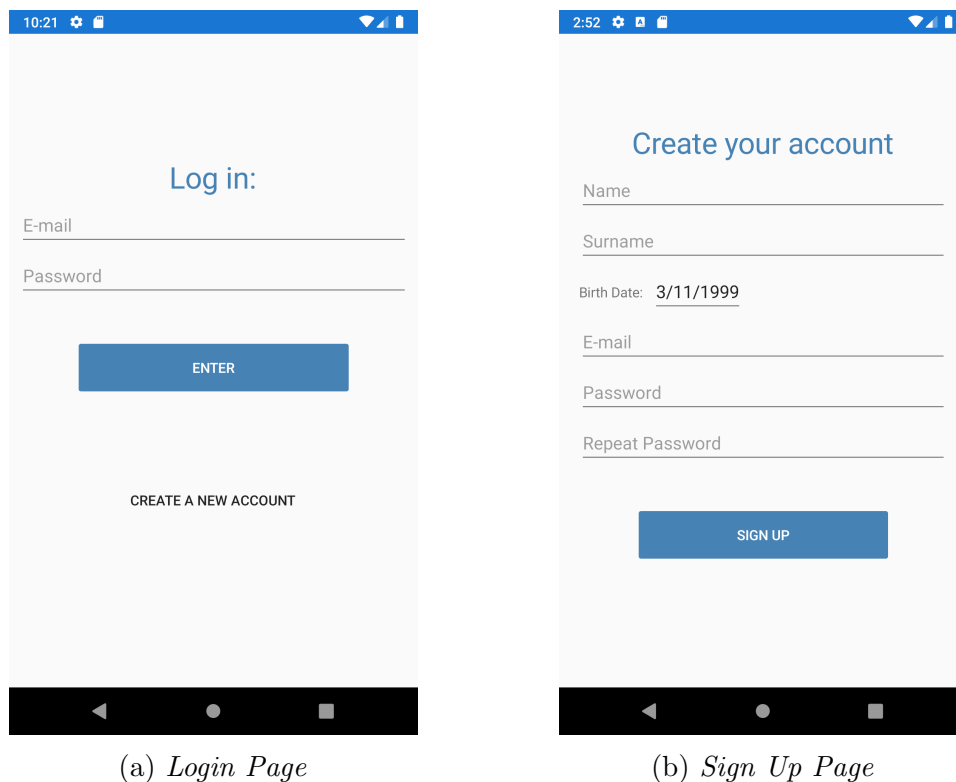 10:21
Log in:
E-mail
Password
ENTER
CREATE A NEW ACCOUNT
(a) Login Page
2:52
Create your account
Name
Surname
Birth Date: 3/11/1999
E-mail
Password
Repeat Password
SIGN UP
(b) Sign Up Page